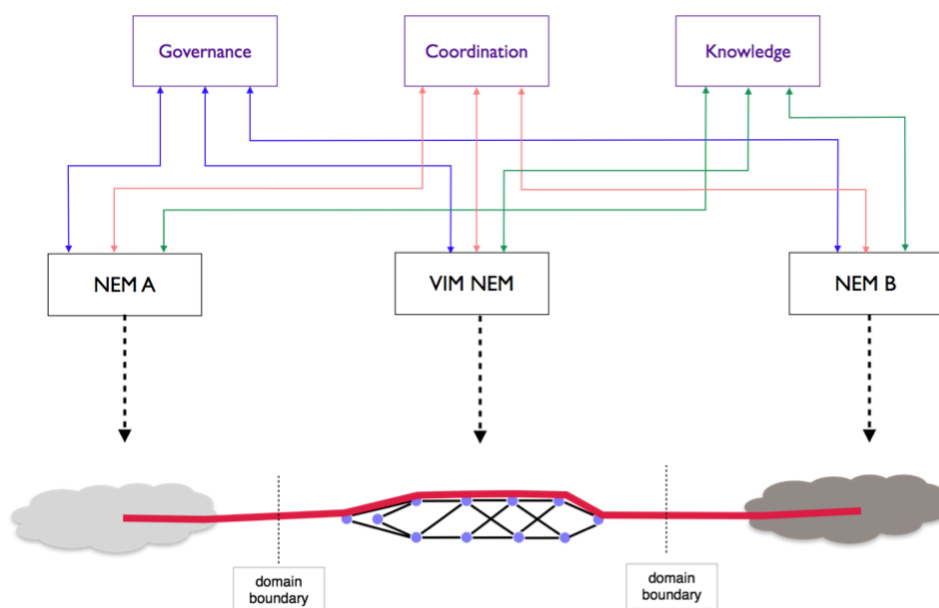 Governance
Coordination
Knowledge
NEM A
VIM NEM
NEM B
domain
boundary
domain
boundary